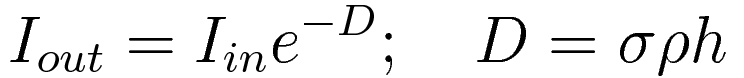 I_{out} = I_{in}e^{-D}; D = σρh